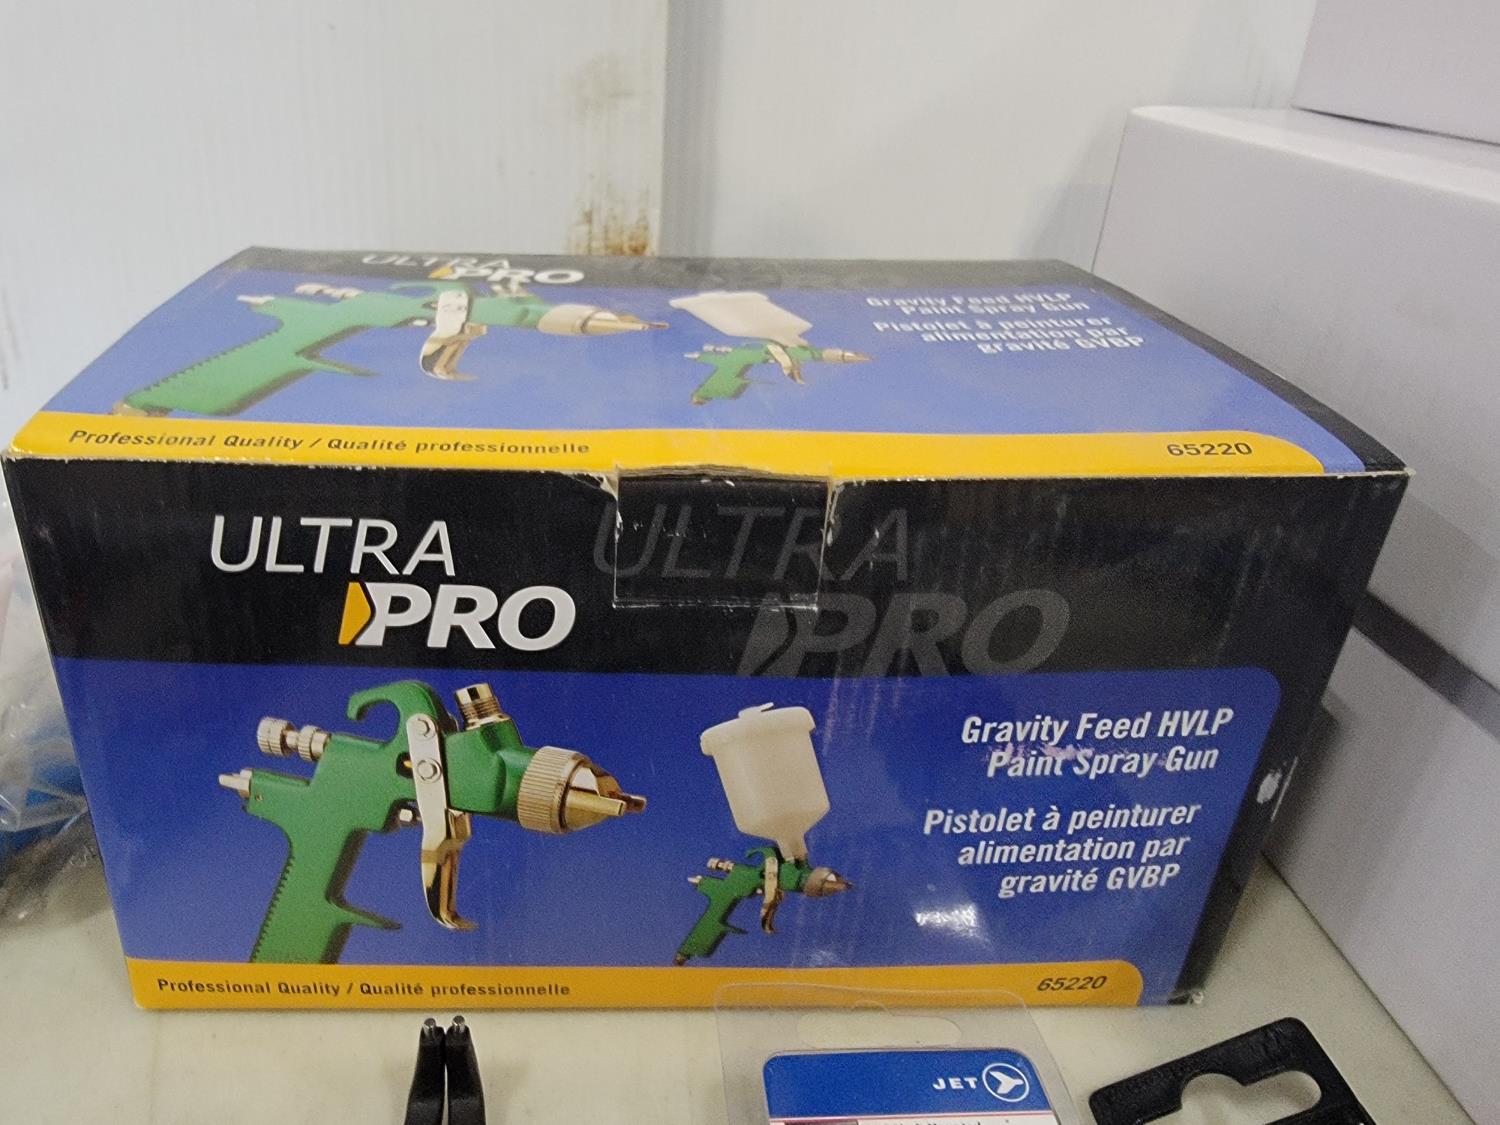 ULTRA
PRO
Gravity Feed HVLP
Paint Spray Gun
Pistolet à peinturer
alimentation par
gravité GVBP
Professional Quality / Qualité professionnelle
65220
ULTRA
PRO
ULTRA
PRO
Gravity Feed HVLP
Paint Spray Gun
Pistolet à peinturer
alimentation par
gravité GVBP
Professional Quality / Qualité professionnelle
65220
JET